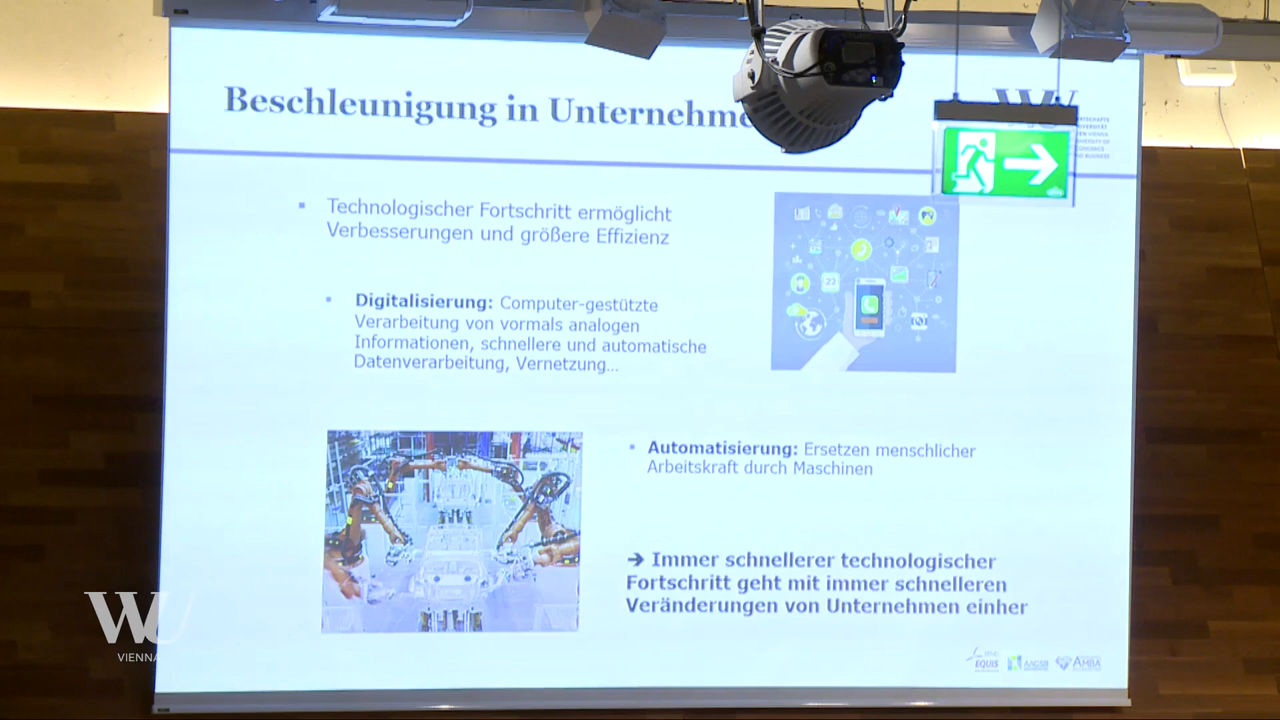 Beschleunigung in Unternehme
WU
▪ Technologischer Fortschritt ermöglicht
Verbesserungen und größere Effizienz
22
▪ Digitalisierung: Computer-gestützte
Verarbeitung von vormals analogen
Informationen, schnellere und automatische
Datenverarbeitung, Vernetzung...
▪ Automatisierung: Ersetzen menschlicher
Arbeitskraft durch Maschinen
➔ Immer schnellerer technologischer
Fortschritt geht mit immer schnelleren
Veränderungen von Unternehmen einher
WU
VIENNA
EQUIS
AACSB
AMBA